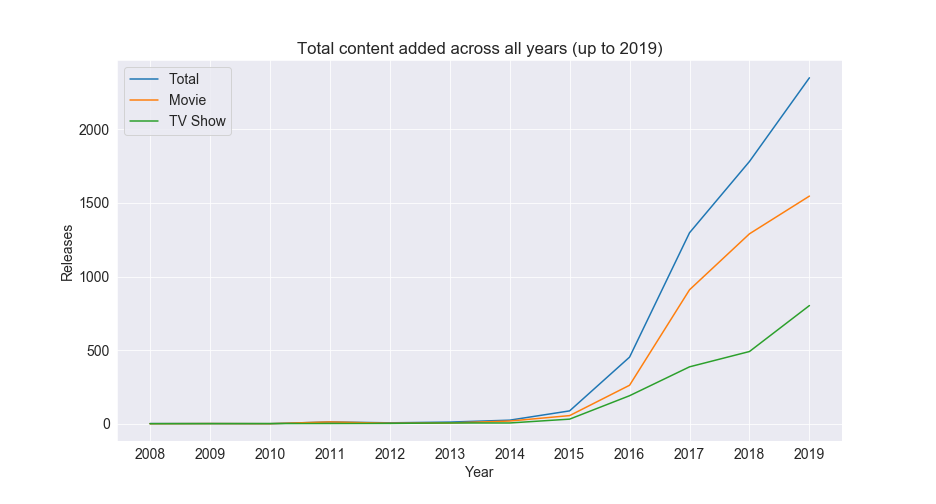 Total content added across all years (up to 2019)
Total
Movie
TV Show
2000
1500
1000
500
0
Releases
2008 2009 2010 2011 2012 2013 2014 2015 2016 2017 2018 2019
Year